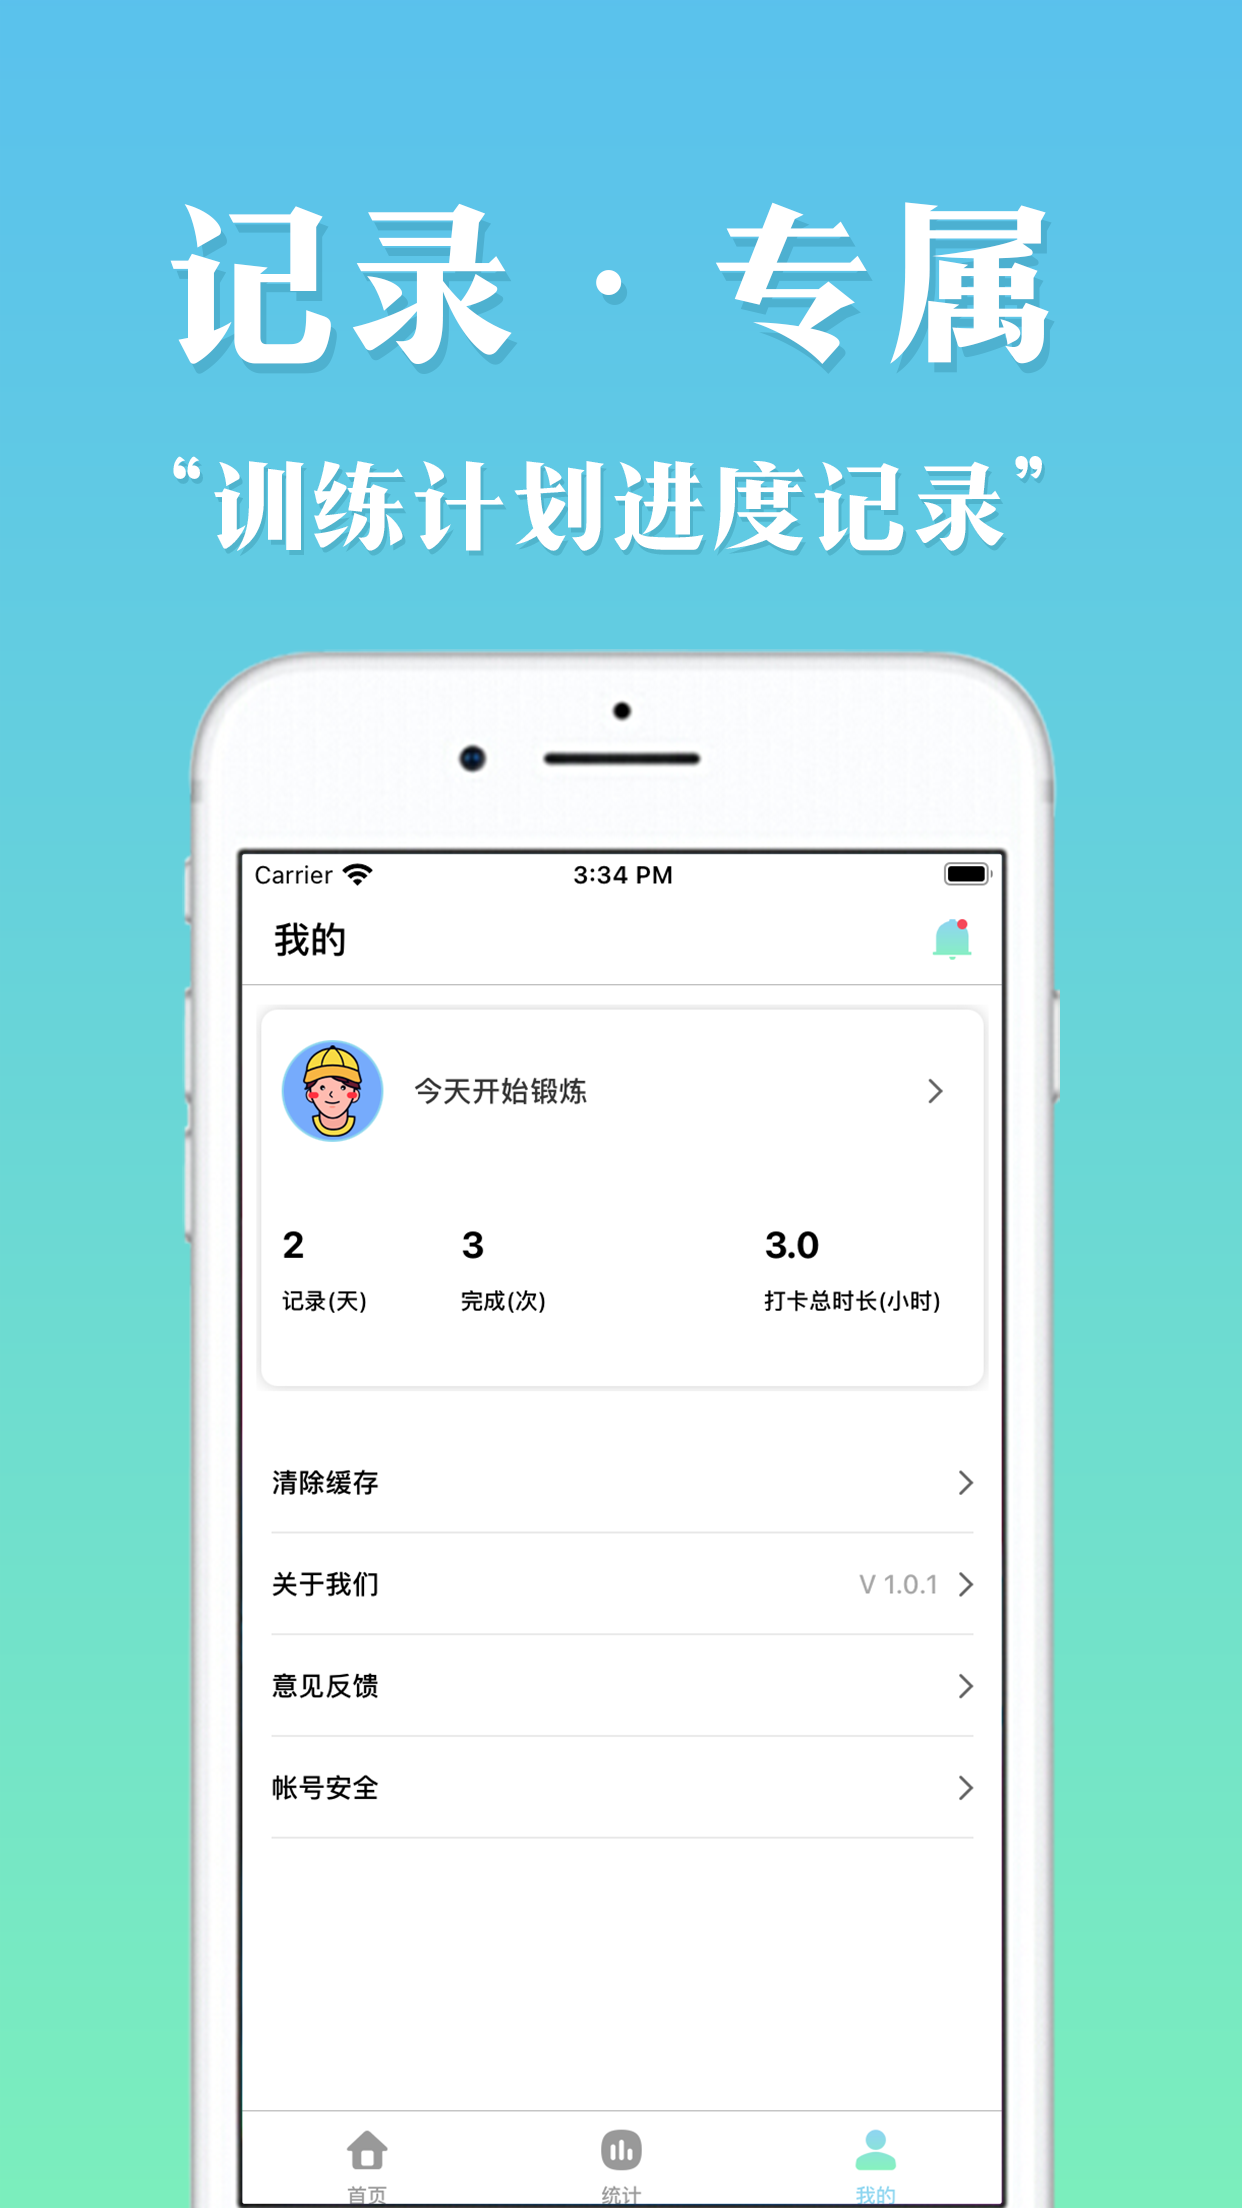 记录·专属
“训练计划进度记录”
Carrier 3:34 PM
我的
今天开始锻炼
2 3 3.0
记录(天) 完成(次) 打卡总时长(小时)
清除缓存
关于我们 V 1.0.1
意见反馈
帐号安全
首页 统计 我的